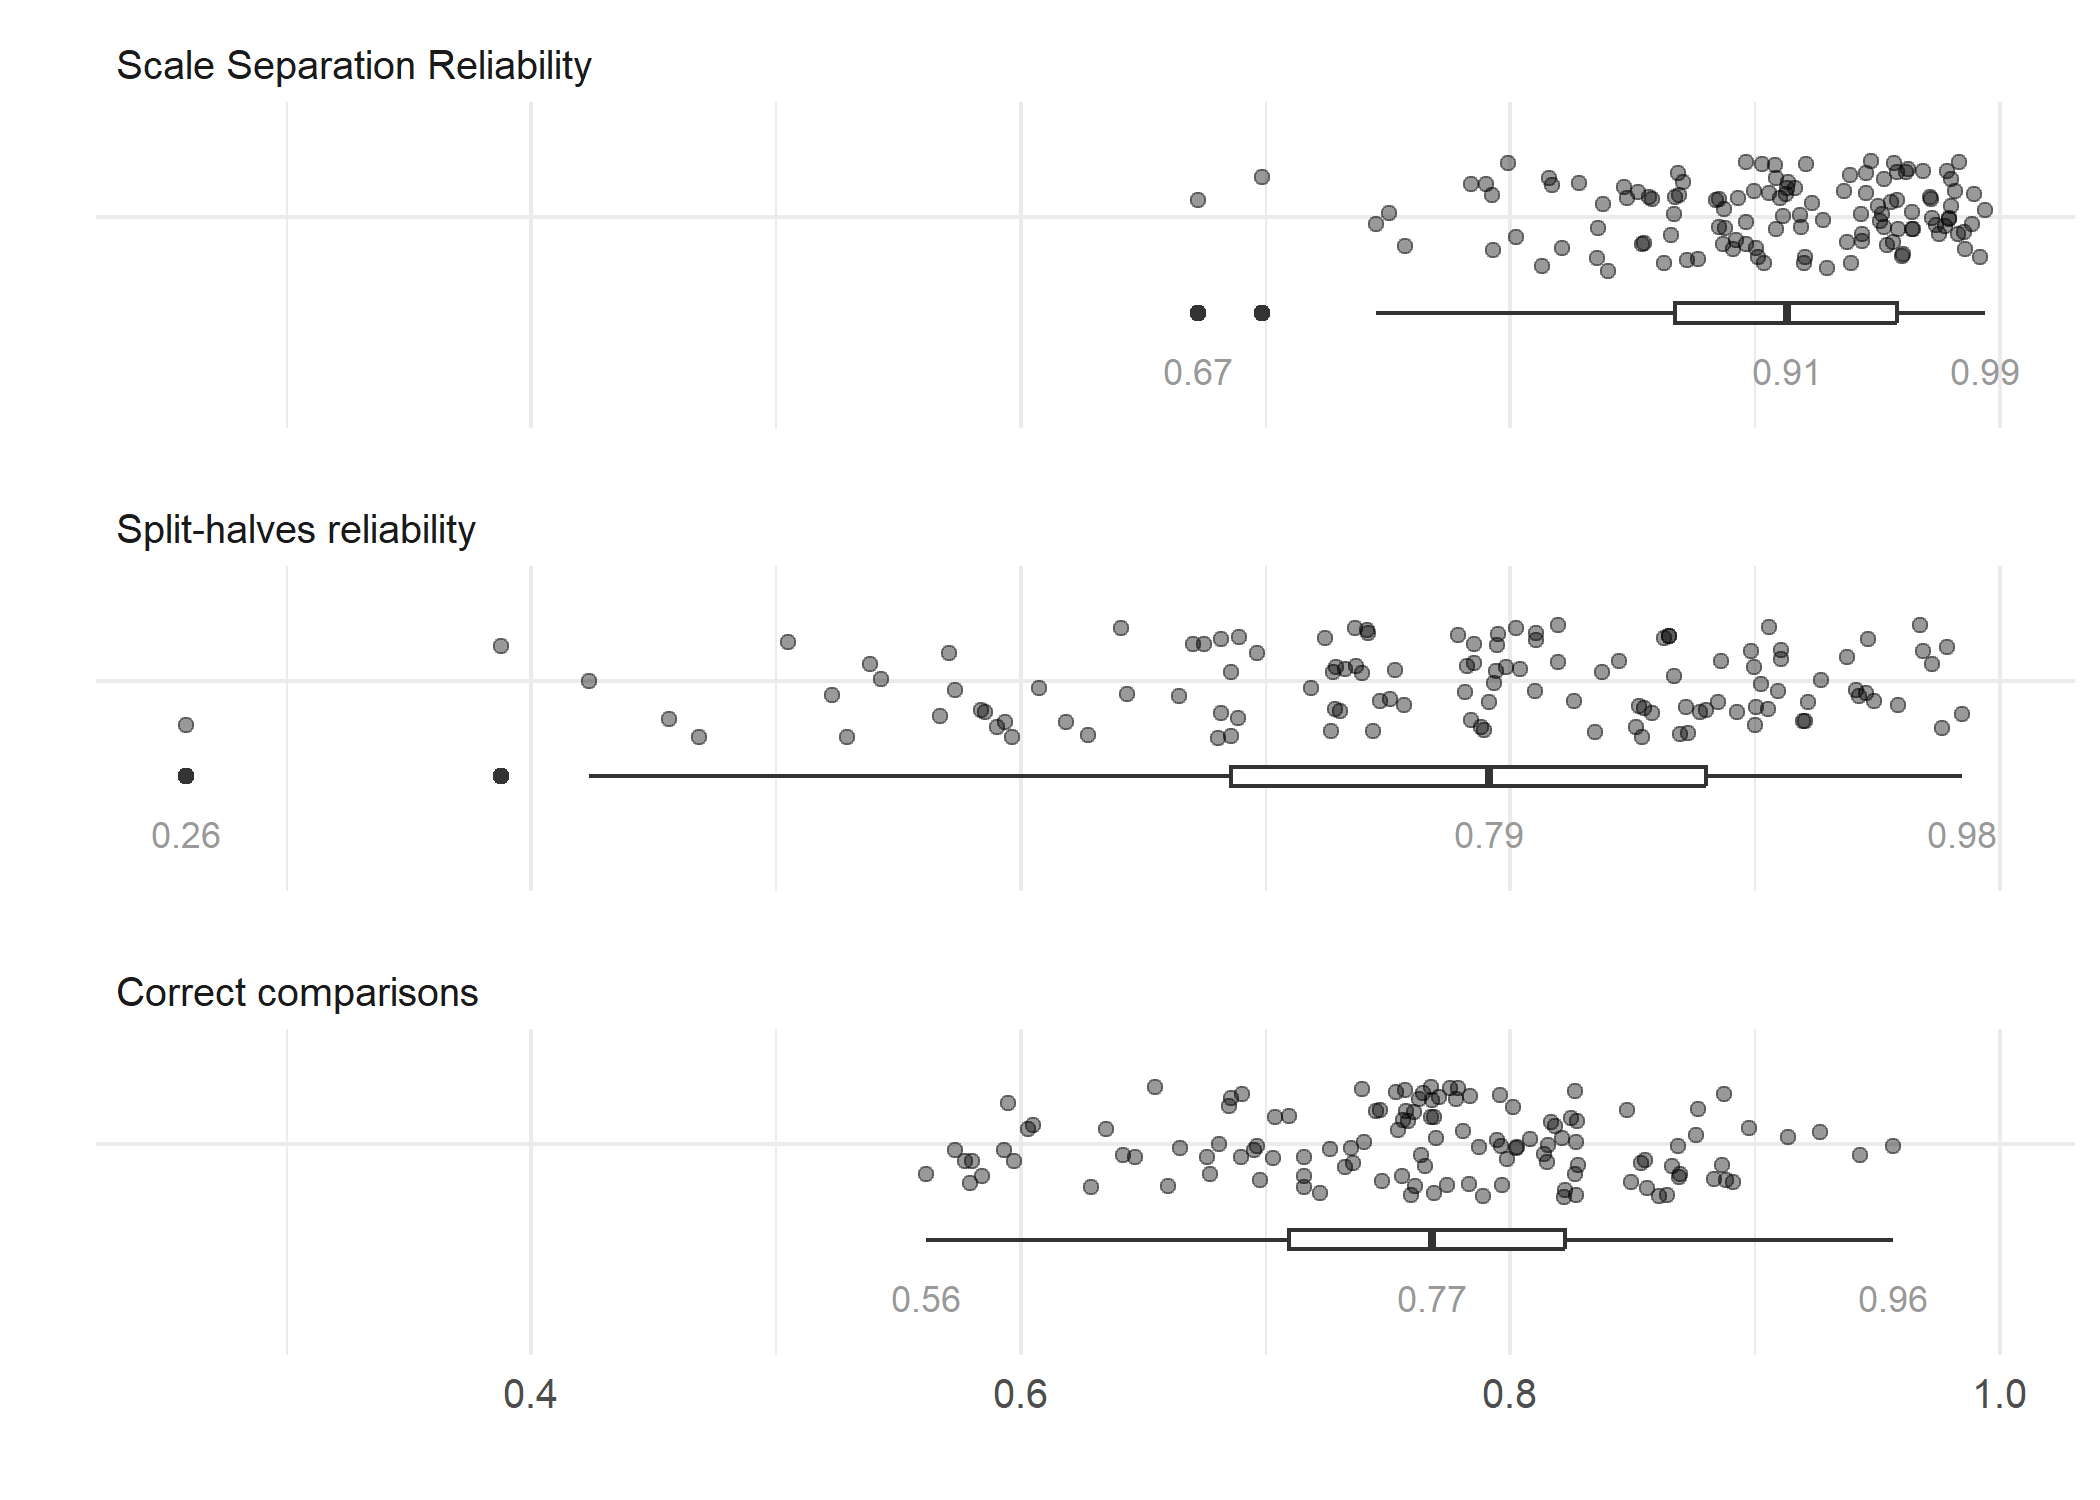 Scale Separation Reliability
0.67 0.91 0.99
Split-halves reliability
0.26 0.79 0.98
Correct comparisons
0.56 0.77 0.96
0.4 0.6 0.8 1.0